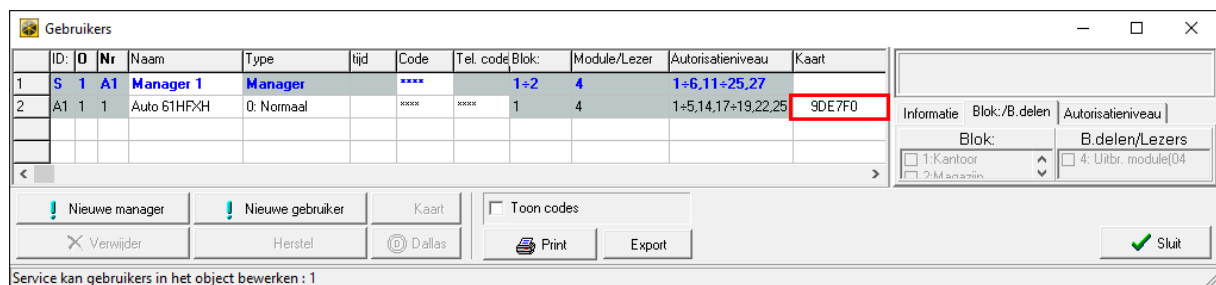 Gebruikers
ID: O Nr Naam Type tijd Code Tel. code Blok: Module/Lezer Autorisatieniveau Kaart
1 S 1 A1 Manager 1 Manager **** 1÷2 4 1÷6,11÷25,27
2 A1 1 1 Auto 61HFXH 0: Normaal **** **** 1 4 1÷5,14,17÷19,22,25 9DE7F0
Informatie Blok:/B.delen Autorisatieniveau
Blok: B.delen/Lezers
1:Kantoor 4: Uitbr. module(04
2:Magazijn
! Nieuwe manager ! Nieuwe gebruiker Kaart Toon codes
Verwijder Herstel D Dallas Print Export Sluit
Service kan gebruikers in het object bewerken : 1